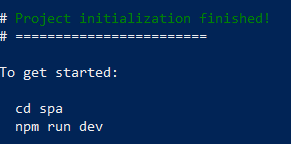 # Project initialization finished!
# ========================
To get started:
cd spa
npm run dev